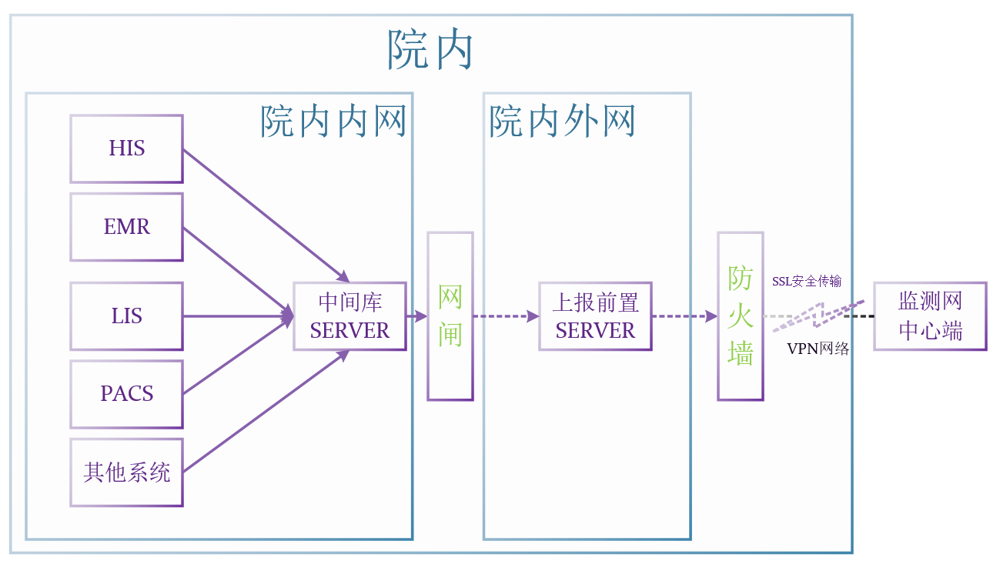 院内
院内内网
院内外网
HIS
EMR
LIS
PACS
其他系统
中间库
SERVER
网
闸
上报前置
SERVER
防
火
墙
SSL安全传输
VPN网络
监测网
中心端